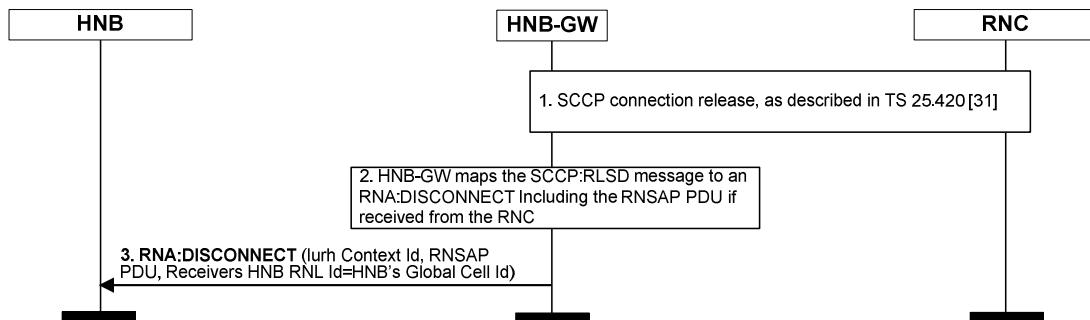 HNB
HNB-GW
RNC
1. SCCP connection release, as described in TS 25.420 [31]
2. HNB-GW maps the SCCP:RLSD message to an
RNA:DISCONNECT Including the RNSAP PDU if
received from the RNC
3. RNA:DISCONNECT (Iurh Context Id, RNSAP
PDU, Receivers HNB RNL Id=HNB's Global Cell Id)